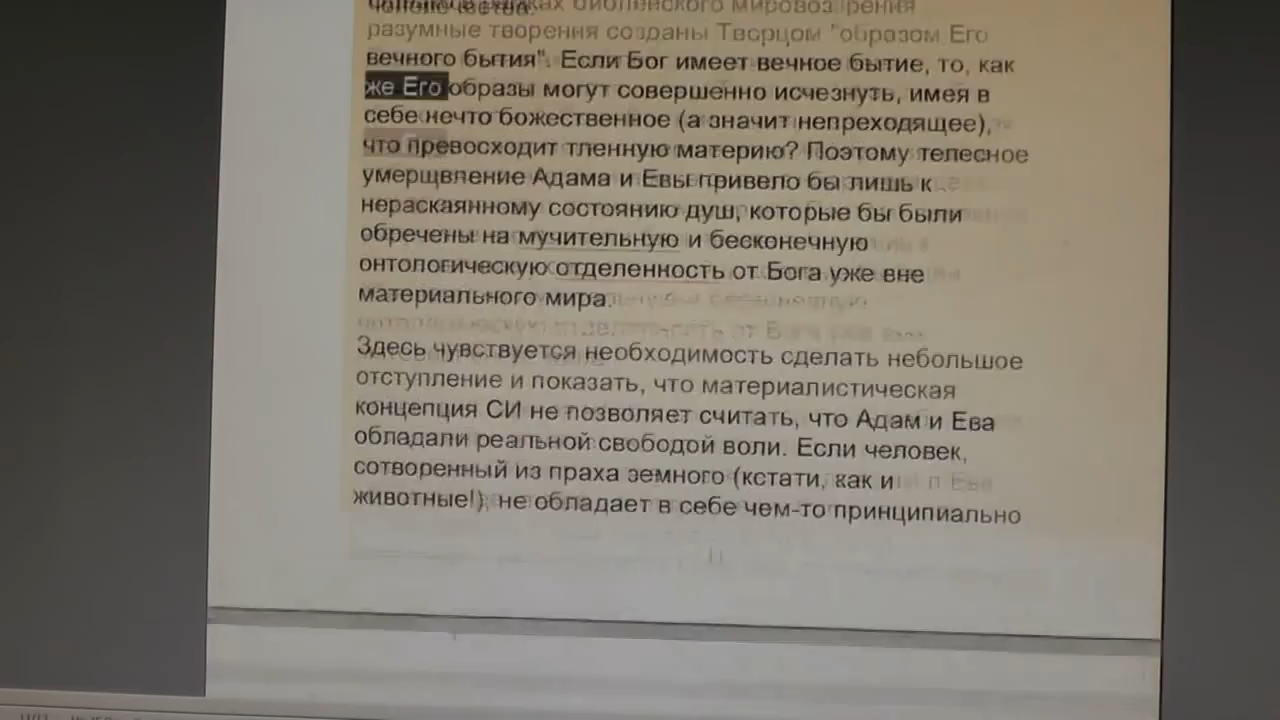 библейского мировоззрения
разумные творения созданы Творцом "образом Его
вечного бытия". Если Бог имеет вечное бытие, то, как
же Его образы могут совершенно исчезнуть, имея в
себе нечто божественное (а значит непреходящее),
что превосходит тленную материю? Поэтому телесное
умерщвление Адама и Евы привело бы лишь к
нераскаянному состоянию душ, которые бы были
обречены на мучительную и бесконечную
онтологическую отделенность от Бога уже вне
материального мира.
Здесь чувствуется необходимость сделать небольшое
отступление и показать, что материалистическая
концепция СИ не позволяет считать, что Адам и Ева
обладали реальной свободой воли. Если человек,
сотворенный из праха земного (кстати, как и
животные!), не обладает в себе чем-то принципиально